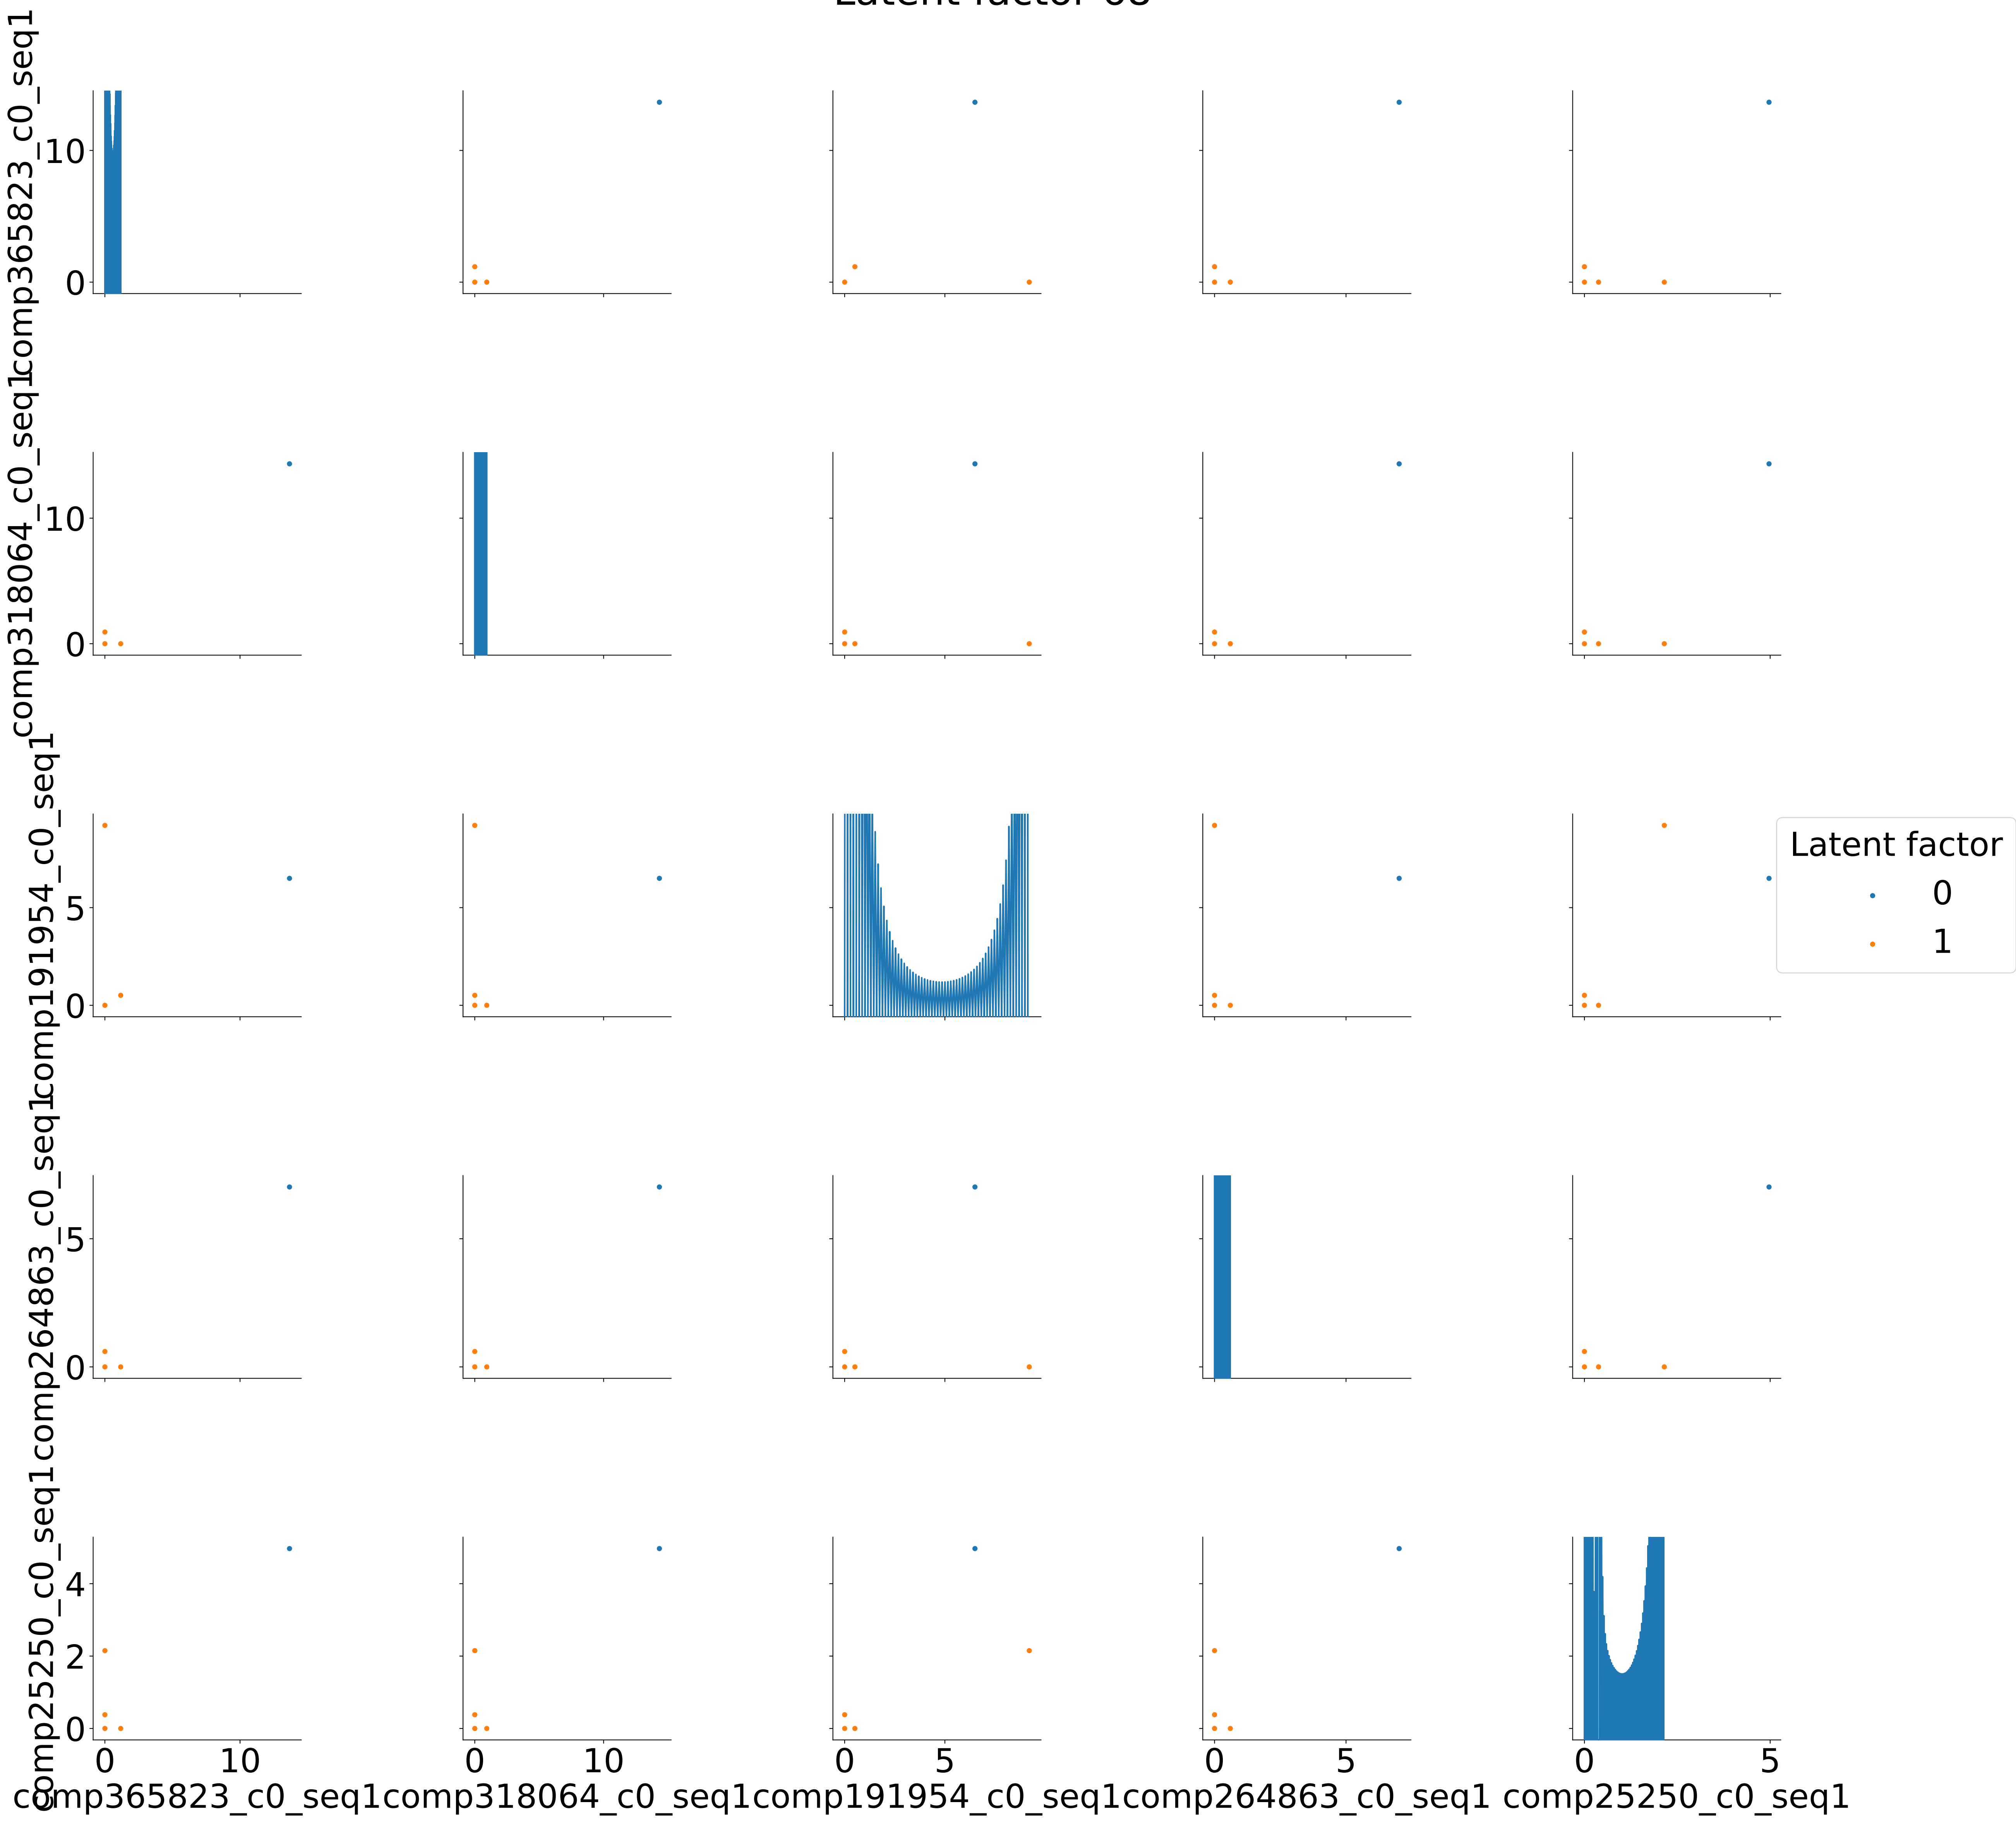 comp365823_c0_seq1
10
0
comp318064_c0_seq1
10
0
comp191954_c0_seq1
5
0
Latent factor
0
1
comp264863_c0_seq1
5
0
comp25250_c0_seq1
4
2
0
0 10 0 10 0 5 0 5 0 5
comp365823_c0_seq1 comp318064_c0_seq1 comp191954_c0_seq1 comp264863_c0_seq1 comp25250_c0_seq1